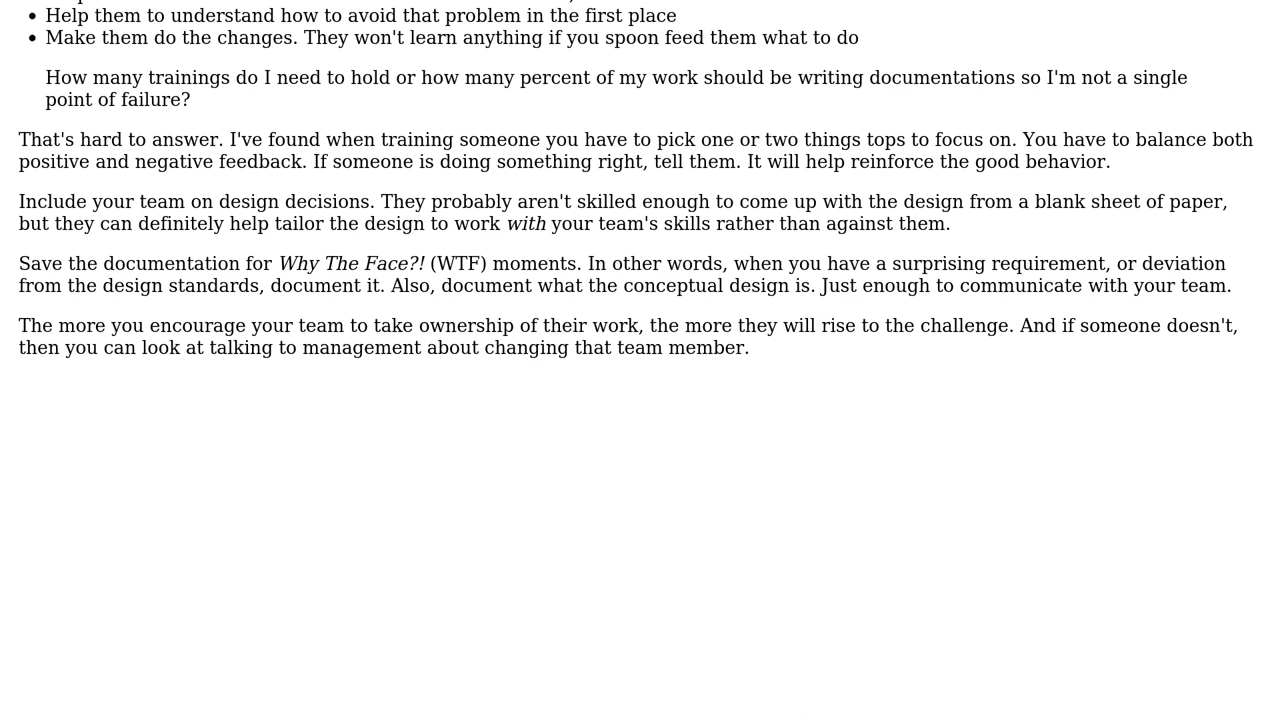 Help them to understand how to avoid that problem in the first place
Make them do the changes. They won't learn anything if you spoon feed them what to do
How many trainings do I need to hold or how many percent of my work should be writing documentations so I'm not a single
point of failure?
That's hard to answer. I've found when training someone you have to pick one or two things tops to focus on. You have to balance both
positive and negative feedback. If someone is doing something right, tell them. It will help reinforce the good behavior.
Include your team on design decisions. They probably aren't skilled enough to come up with the design from a blank sheet of paper,
but they can definitely help tailor the design to work with your team's skills rather than against them.
Save the documentation for Why The Face?! (WTF) moments. In other words, when you have a surprising requirement, or deviation
from the design standards, document it. Also, document what the conceptual design is. Just enough to communicate with your team.
The more you encourage your team to take ownership of their work, the more they will rise to the challenge. And if someone doesn't,
then you can look at talking to management about changing that team member.